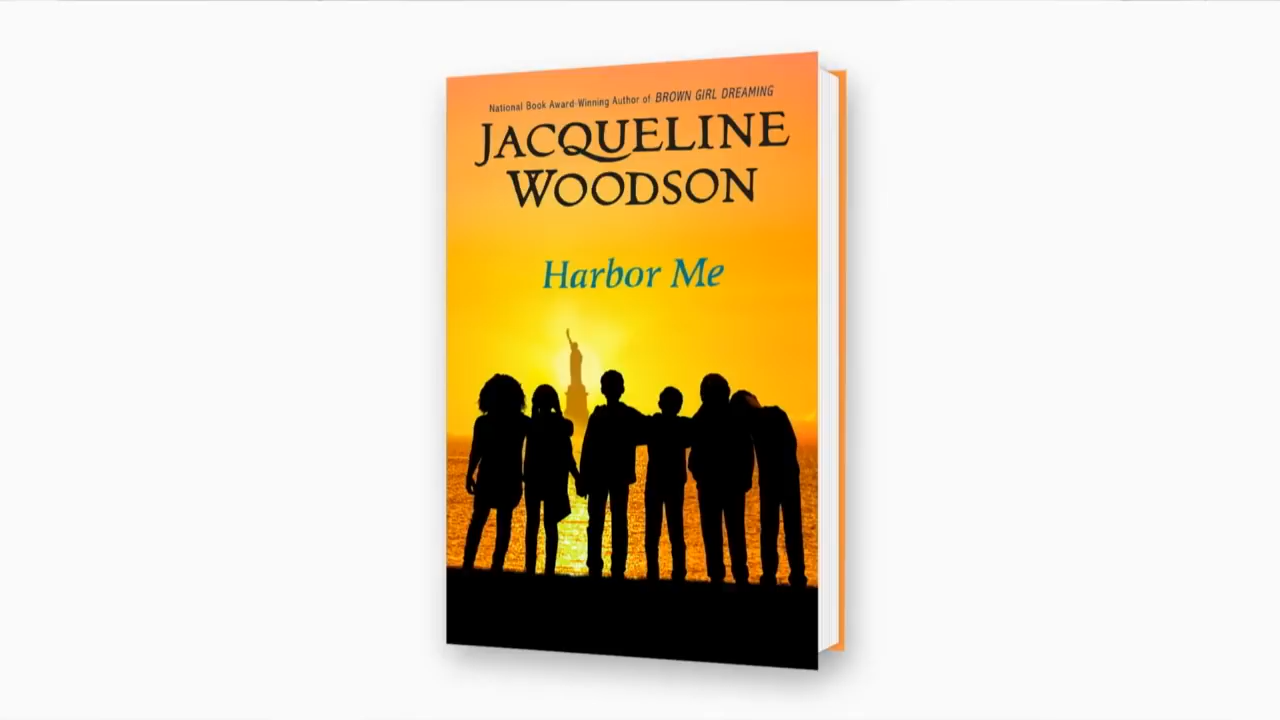 National Book Award-Winning Author of BROWN GIRL DREAMING
JACQUELINE
WOODSON
Harbor Me